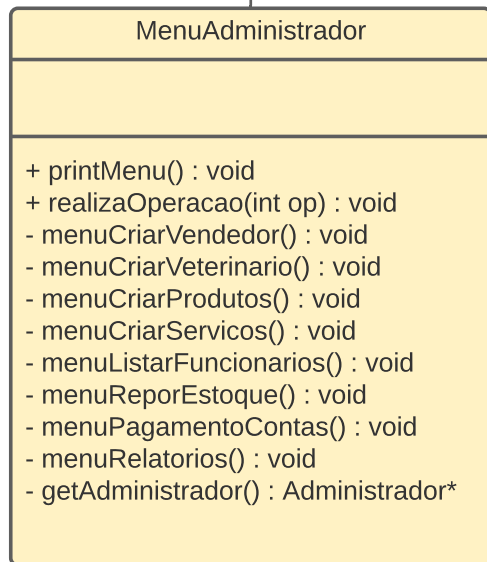 MenuAdministrador
+ printMenu() : void
+ realizaOperacao(int op) : void
- menuCriarVendedor() : void
- menuCriarVeterinario() : void
- menuCriarProdutos() : void
- menuCriarServicos() : void
- menuListarFuncionarios() : void
- menuReporEstoque() : void
- menuPagamentoContas() : void
- menuRelatorios() : void
- getAdministrador() : Administrador*